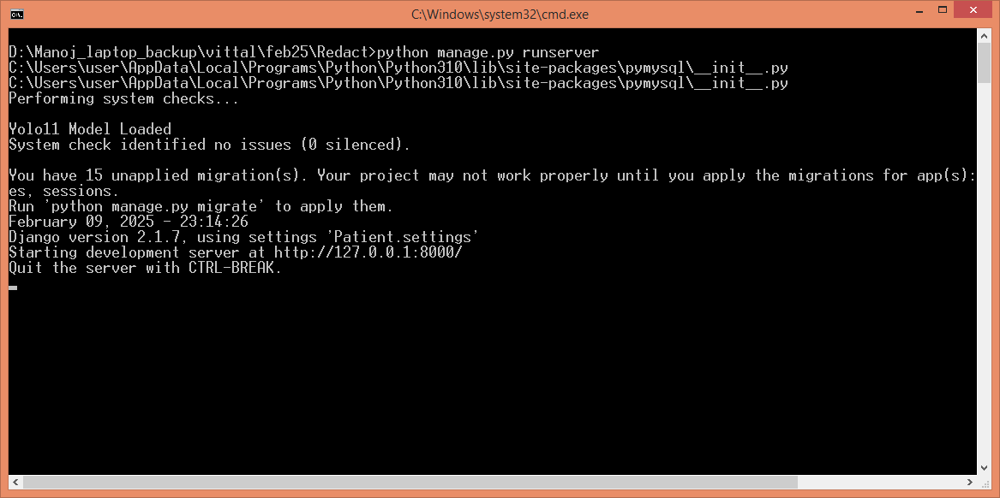 C:\Windows\system32\cmd.exe
D:\Manoj_laptop_backup\vittal\feb25\Redact>python manage.py runserver
C:\Users\user\AppData\Local\Programs\Python\Python310\lib\site-packages\pymysql\__init__.py
C:\Users\user\AppData\Local\Programs\Python\Python310\lib\site-packages\pymysql\__init__.py
Performing system checks...
Yolo11 Model Loaded
System check identified no issues (0 silenced).
You have 15 unapplied migration(s). Your project may not work properly until you apply the migrations for app(s):
es, sessions.
Run 'python manage.py migrate' to apply them.
February 09, 2025 - 23:14:26
Django version 2.1.7, using settings 'Patient.settings'
Starting development server at http://127.0.0.1:8000/
Quit the server with CTRL-BREAK.